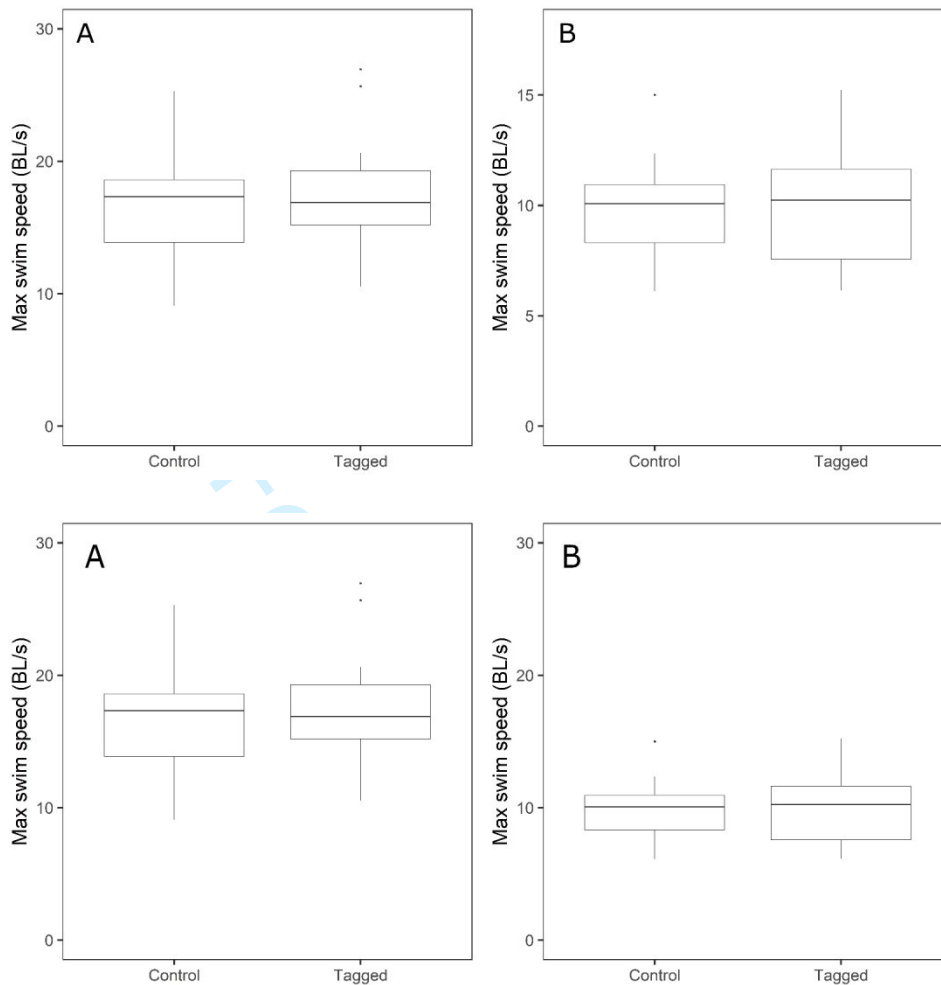 A
Max swim speed (BL/s)
30
20
10
0
Control Tagged
B
Max swim speed (BL/s)
15
10
5
0
Control Tagged
A
Max swim speed (BL/s)
30
20
10
0
Control Tagged
B
Max swim speed (BL/s)
30
20
10
0
Control Tagged